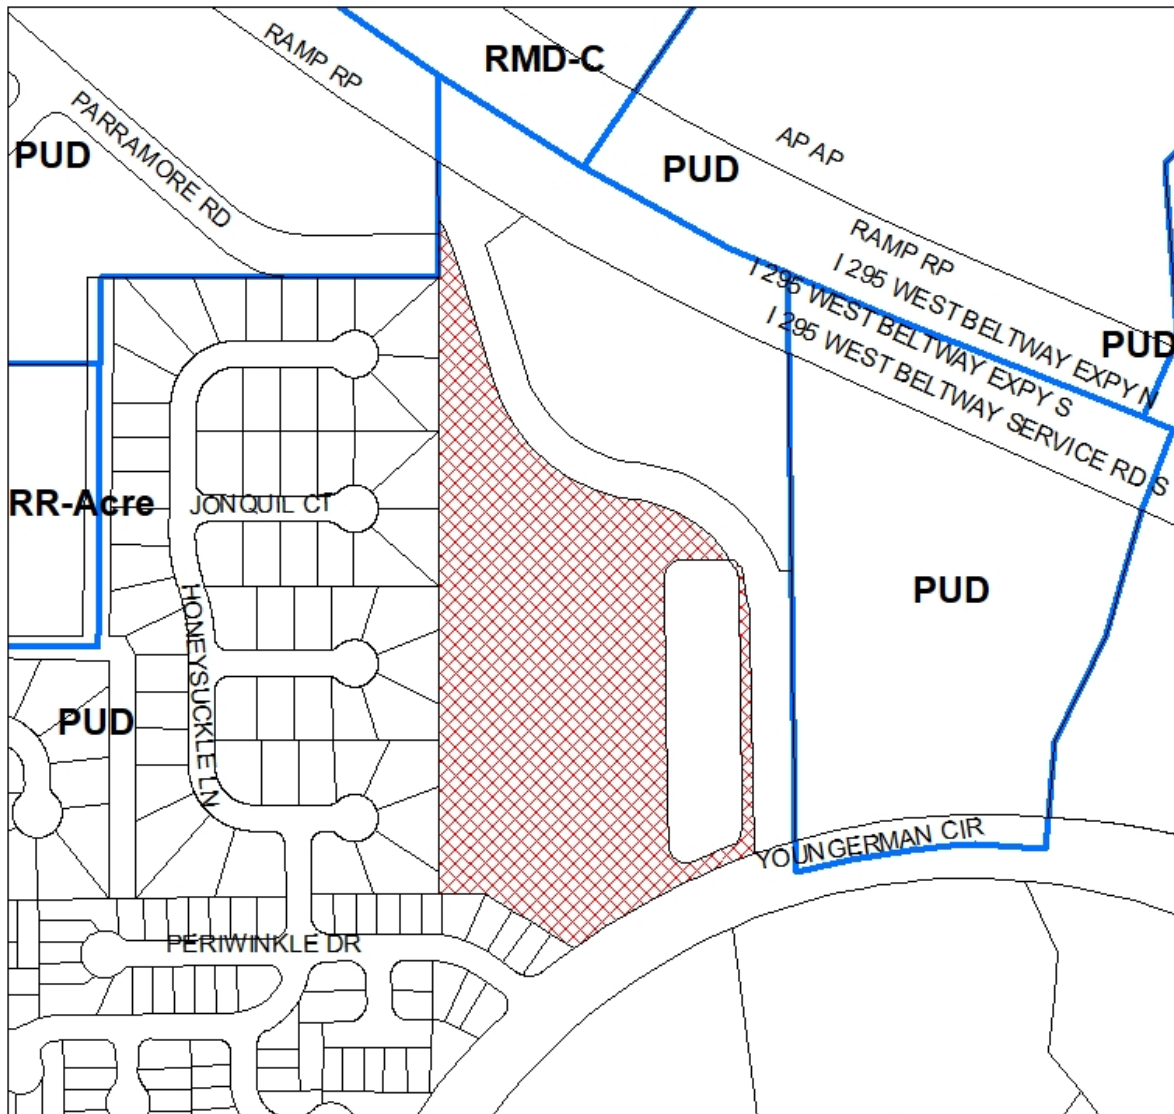 RAMP RP
RMD-C
PARRAMORE RD
PUD
AP AP
PUD
RAMP RP
I 295 WEST BELTWAY EXPY N
I 295 WEST BELTWAY EXPY S
I 295 WEST BELTWAY SERVICE RD S
PUD
RR-Acre
JONQUIL CT
PUD
HONEYSUCKLE LN
PUD
YOUNGERMAN CIR
PERIWINKLE DR